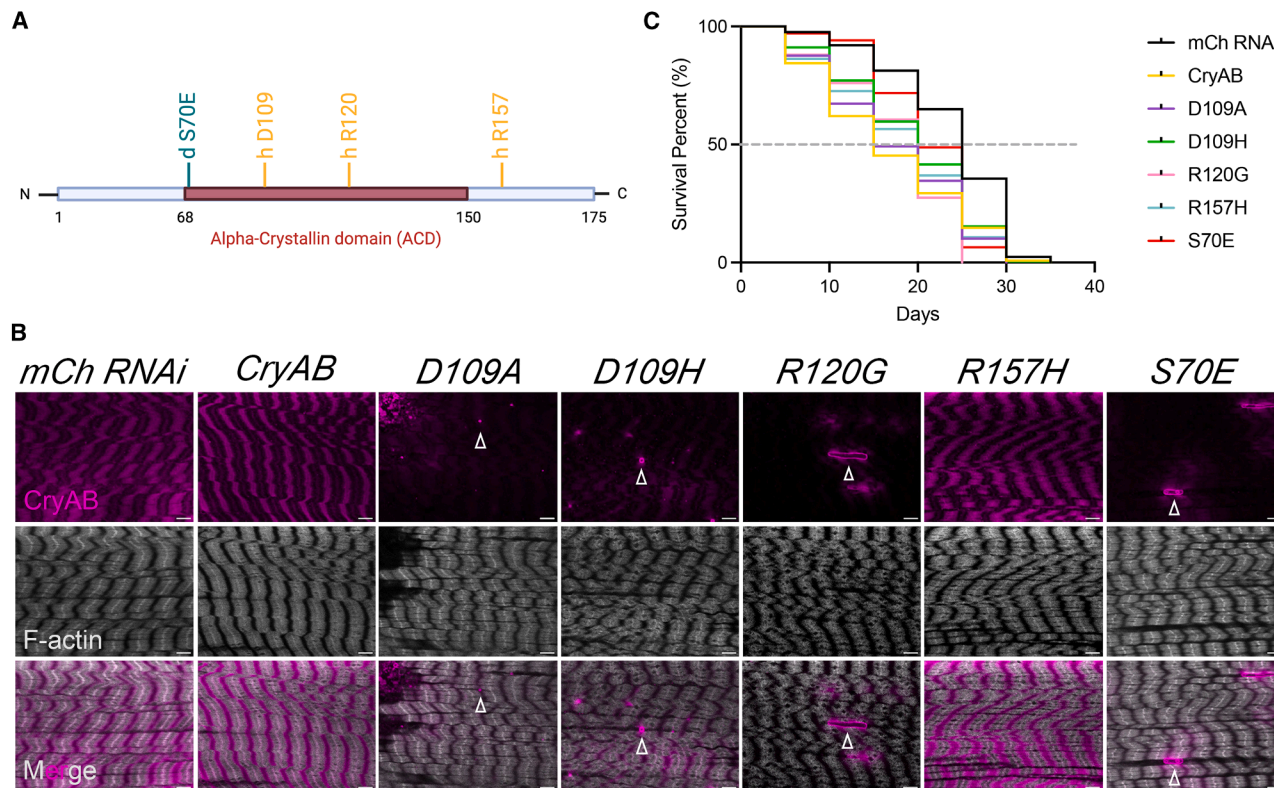 A
d S70E
h D109
h R120
h R157
N
C
1
68
150
175
Alpha-Crystallin domain (ACD)
C
Survival Percent (%)
100
50
0
0
10
20
30
40
Days
mCh RNA
CryAB
D109A
D109H
R120G
R157H
S70E
B
mCh RNAi
CryAB
D109A
D109H
R120G
R157H
S70E
CryAB
F-actin
Merge